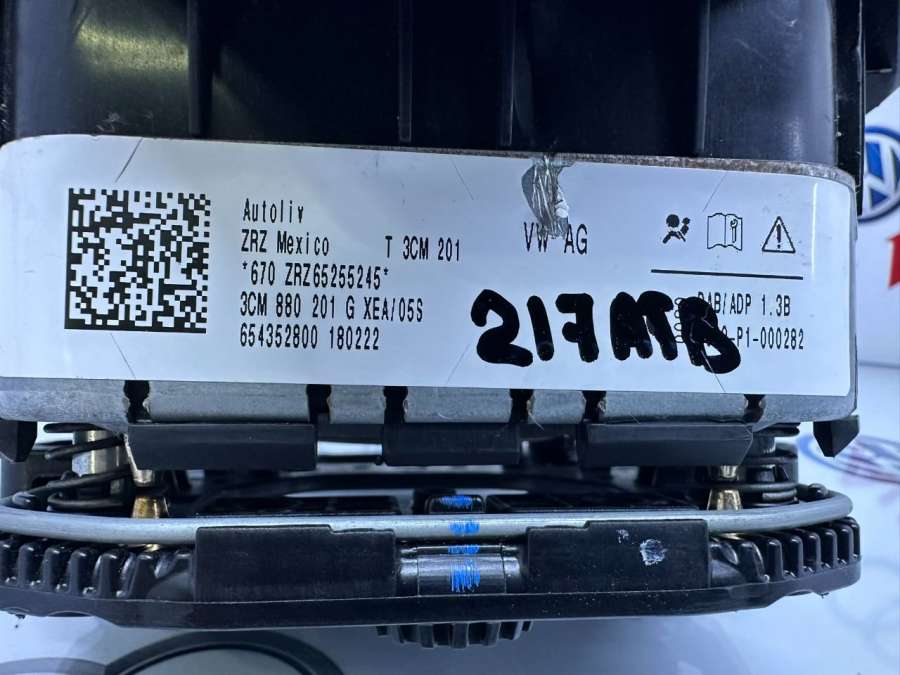 Autoliv
ZRZ Mexico T 3CM 201
VW AG
*670 ZRZ65255245*
3CM 880 201 G XEA/05S
654352800 180222
DAB/ADP 1.3B
-P1-000282
217MTB